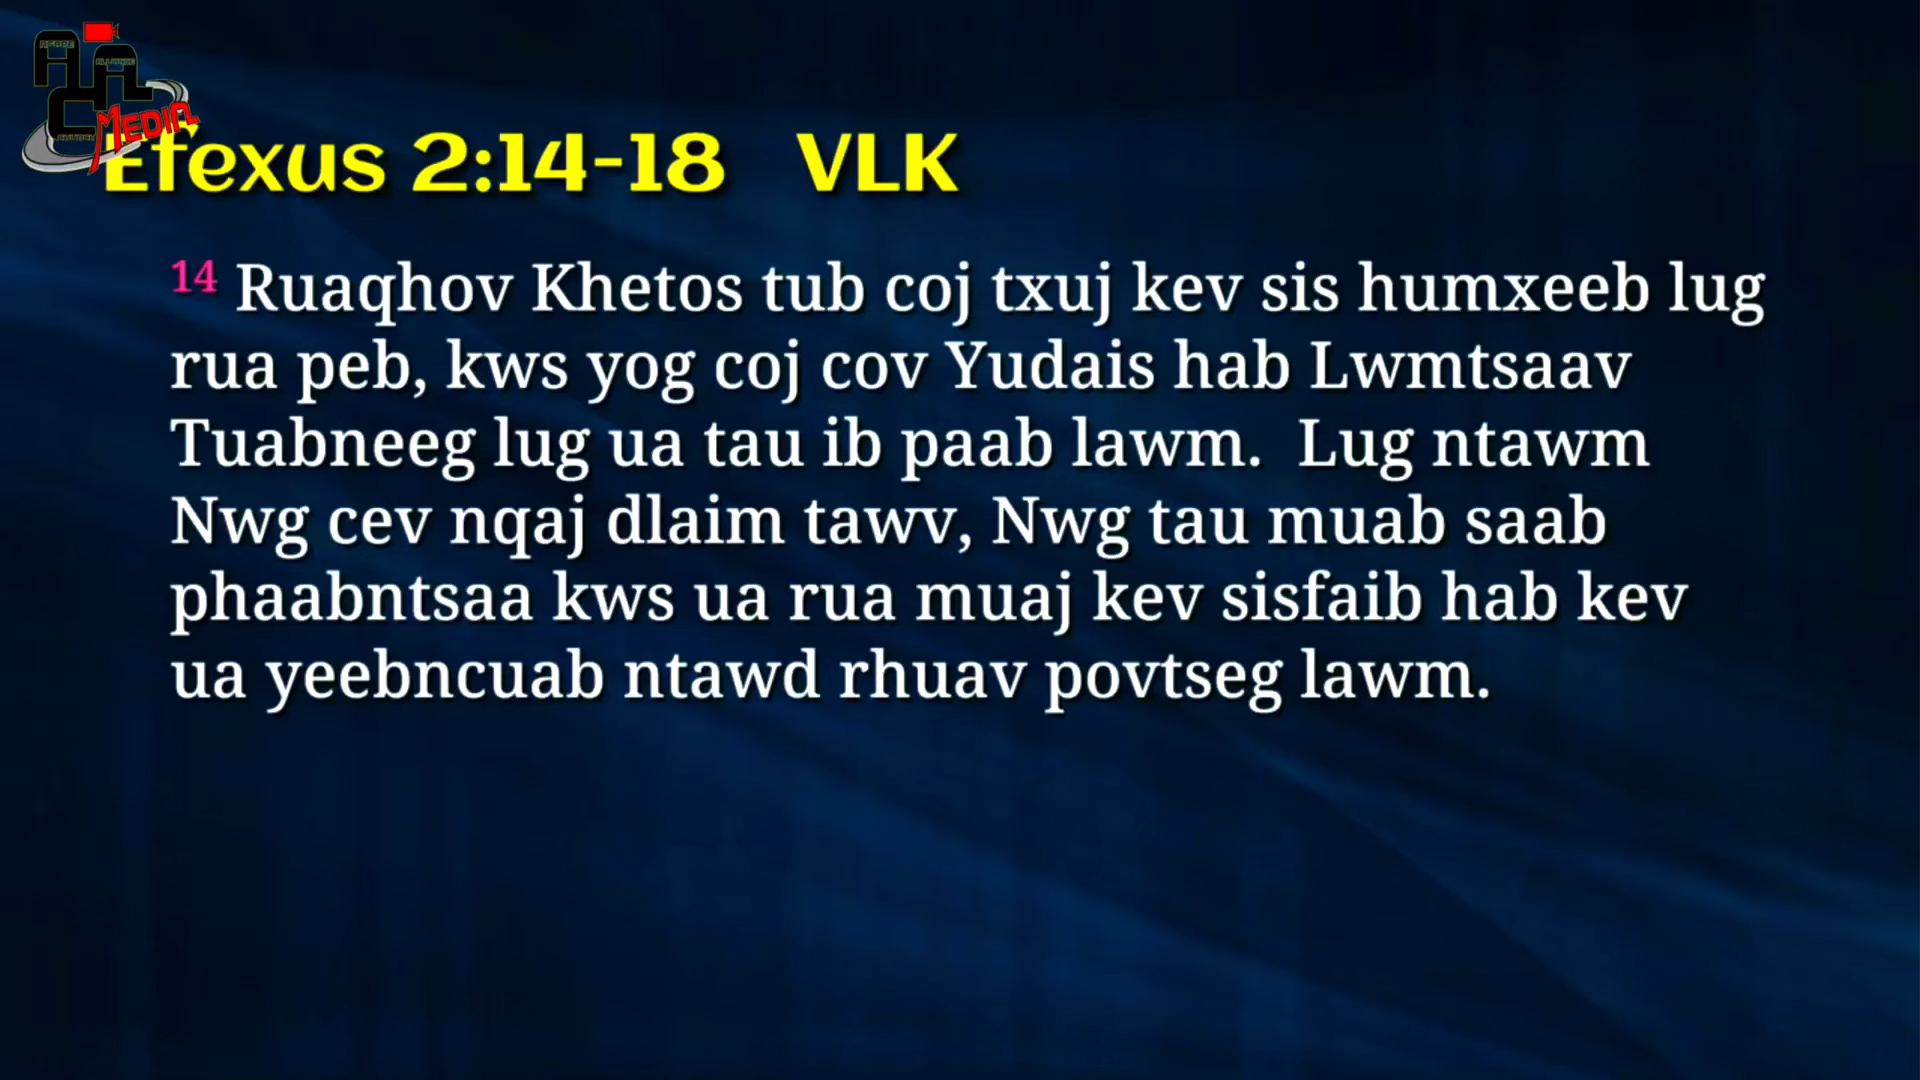 AGAPE
ALLIANCE
CHURCH
MEDIA
Efexus 2:14-18 VLK
14 Ruaqhov Khetos tub coj txuj kev sis humxeeb lug
rua peb, kws yog coj cov Yudais hab Lwmtsaav
Tuabneeg lug ua tau ib paab lawm. Lug ntawm
Nwg cev nqaj dlaim tawv, Nwg tau muab saab
phaabntsaa kws ua rua muaj kev sisfaib hab kev
ua yeebncuab ntawd rhuav povtseg lawm.